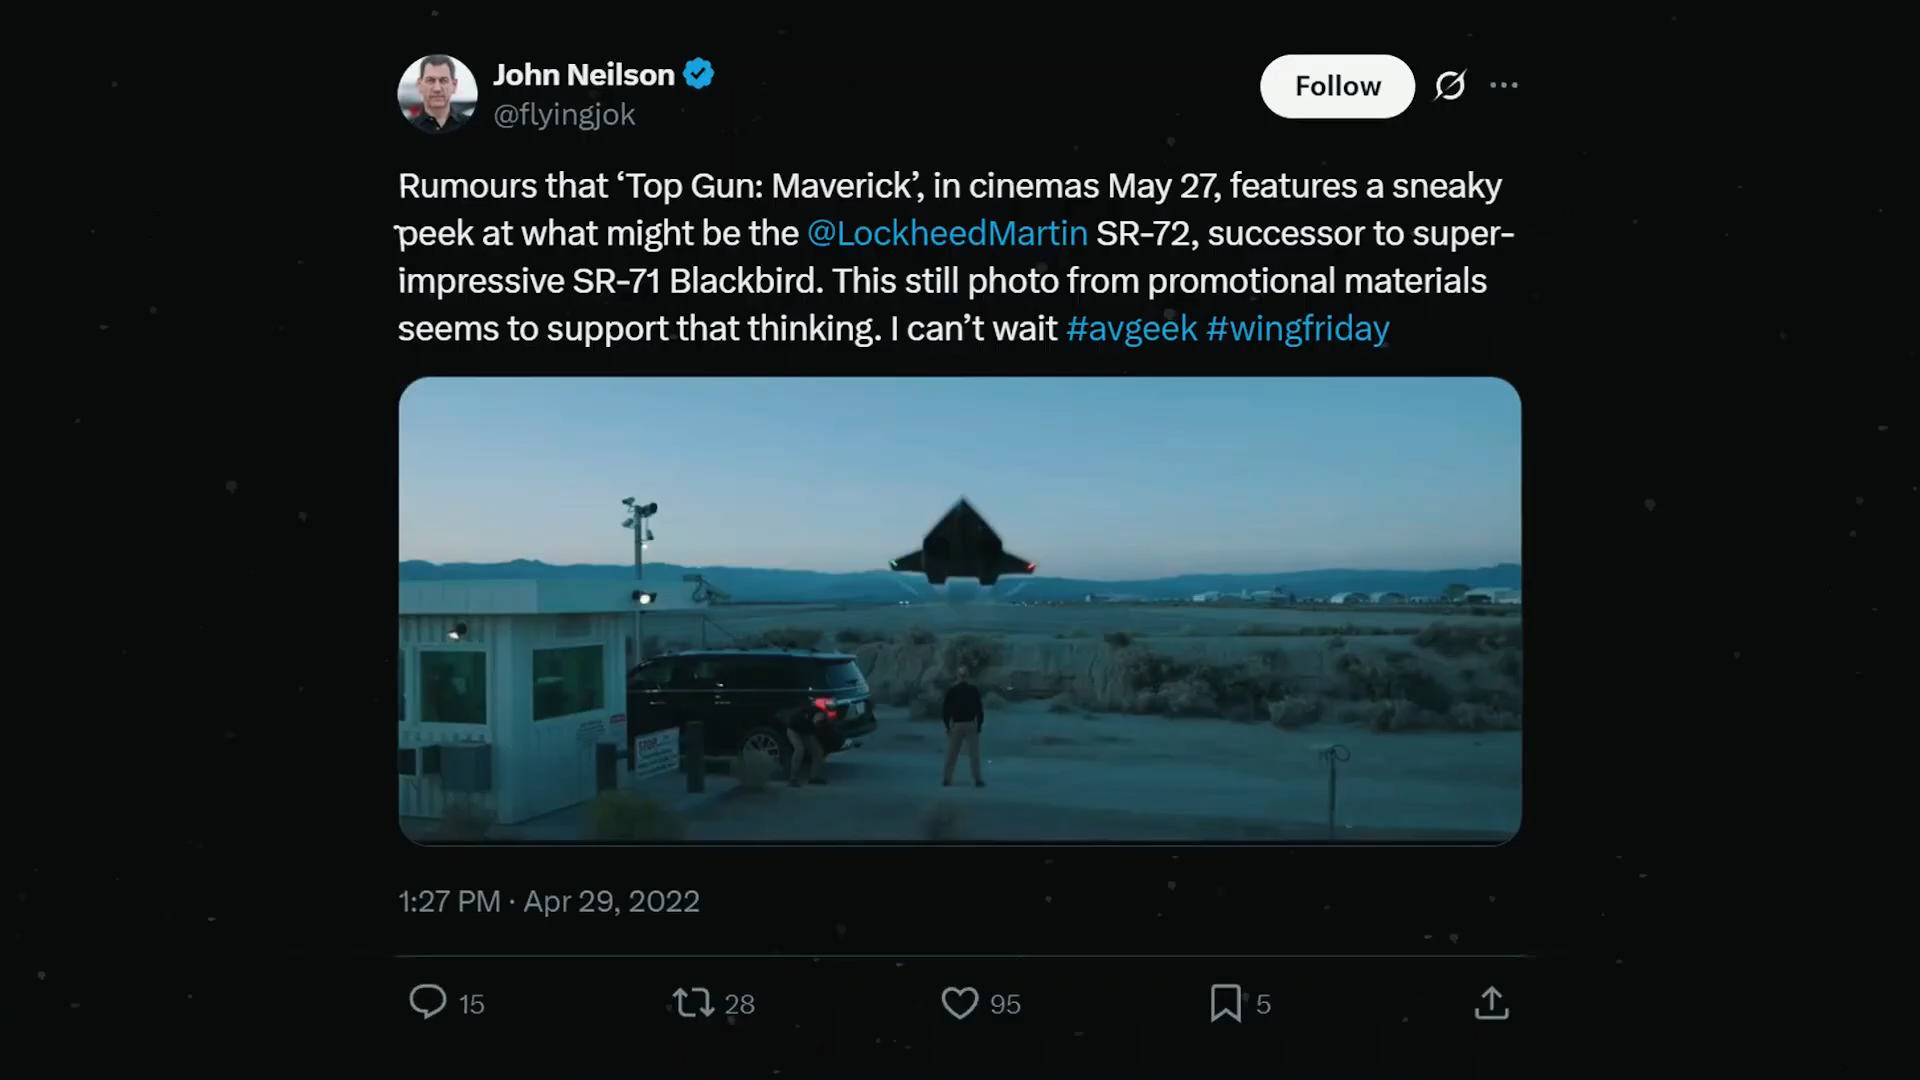 John Neilson
@flyingjok
Follow
Rumours that ‘Top Gun: Maverick’, in cinemas May 27, features a sneaky
peek at what might be the @LockheedMartin SR-72, successor to super-
impressive SR-71 Blackbird. This still photo from promotional materials
seems to support that thinking. I can’t wait #avgeek #wingfriday
STOP
1:27 PM · Apr 29, 2022
15
28
95
5